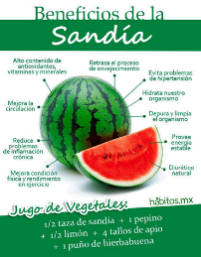 Beneficios de la
Sandía
Alto contenido de
antioxidantes,
vitaminas y minerales
Retrasa el proceso
de envejecimiento
Evita problemas
de hipertensión
Hidrata nuestro
organismo
Mejora la
circulación
Depura y limpia
el organismo
Reduce
problemas
de inflamación
crónica
Provee
energía
estable
Mejora condición
física y rendimiento
en ejercicio
Diurético
natural
hábitos.mx
Jugo de Vegetales:
1/2 taza de sandía + 1 pepino
+ 1/2 limón + 4 tallos de apio
+ 1 puño de hierbabuena